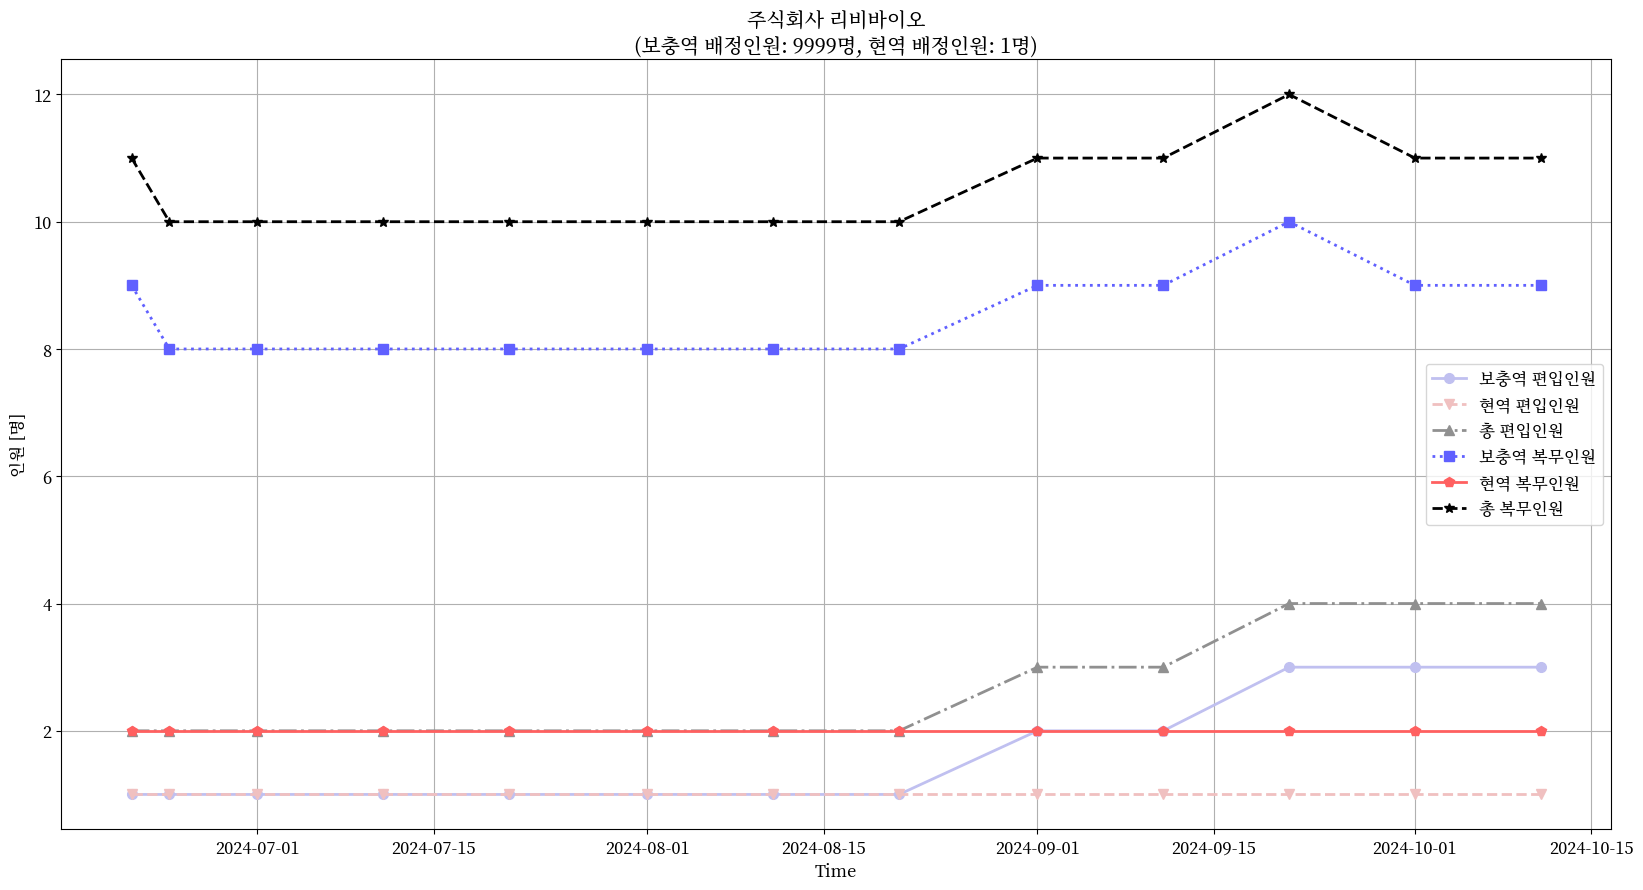 주식회사 리비바이오
(보충역 배정인원: 9999명, 현역 배정인원: 1명)
인원 [명]
12
10
8
6
4
2
보충역 편입인원
현역 편입인원
총 편입인원
보충역 복무인원
현역 복무인원
총 복무인원
2024-07-01
2024-07-15
2024-08-01
2024-08-15
2024-09-01
2024-09-15
2024-10-01
2024-10-15
Time